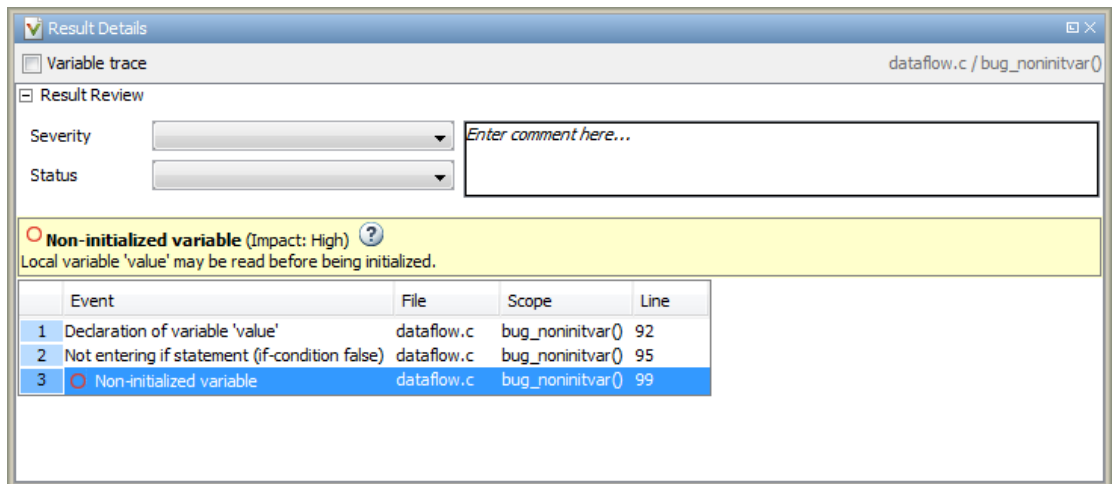 Result Details
Variable trace dataflow.c / bug_noninitvar()
Result Review
Severity Enter comment here...
Status
Non-initialized variable (Impact: High) ?
Local variable 'value' may be read before being initialized.
Event File Scope Line
1 Declaration of variable 'value' dataflow.c bug_noninitvar() 92
2 Not entering if statement (if-condition false) dataflow.c bug_noninitvar() 95
3 Non-initialized variable dataflow.c bug_noninitvar() 99